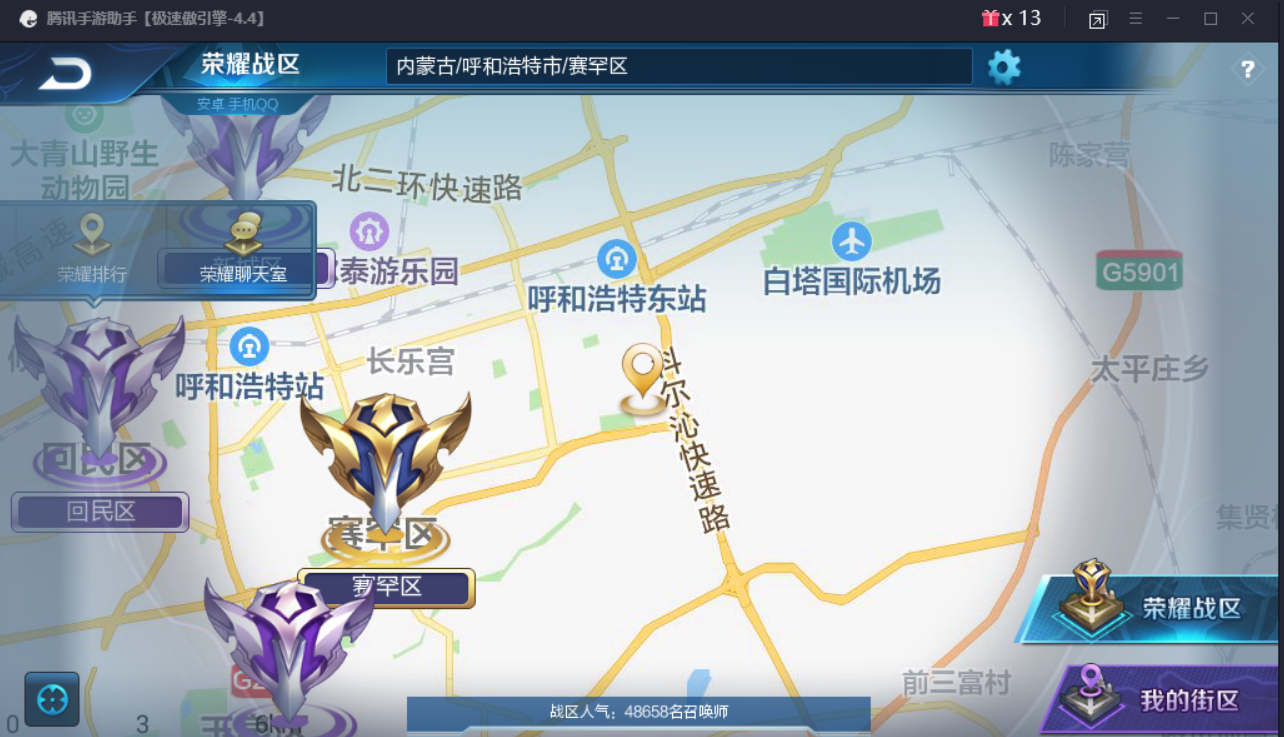 腾讯手游助手【极速傲引擎-4.4】
x 13
荣耀战区
内蒙古/呼和浩特市/赛罕区
?
安卓 手机QQ
大青山野生
动物园
北二环快速路
陈家营
荣耀排行
荣耀聊天室
新城区
泰游乐园
呼和浩特东站
白塔国际机场
G5901
呼和浩特站
长乐宫
太平庄乡
斗尔沁快速路
回民区
回民区
赛罕区
赛罕区
集贤
荣耀战区
前三富村
我的街区
战区人气：48658名召唤师
0
3
6km